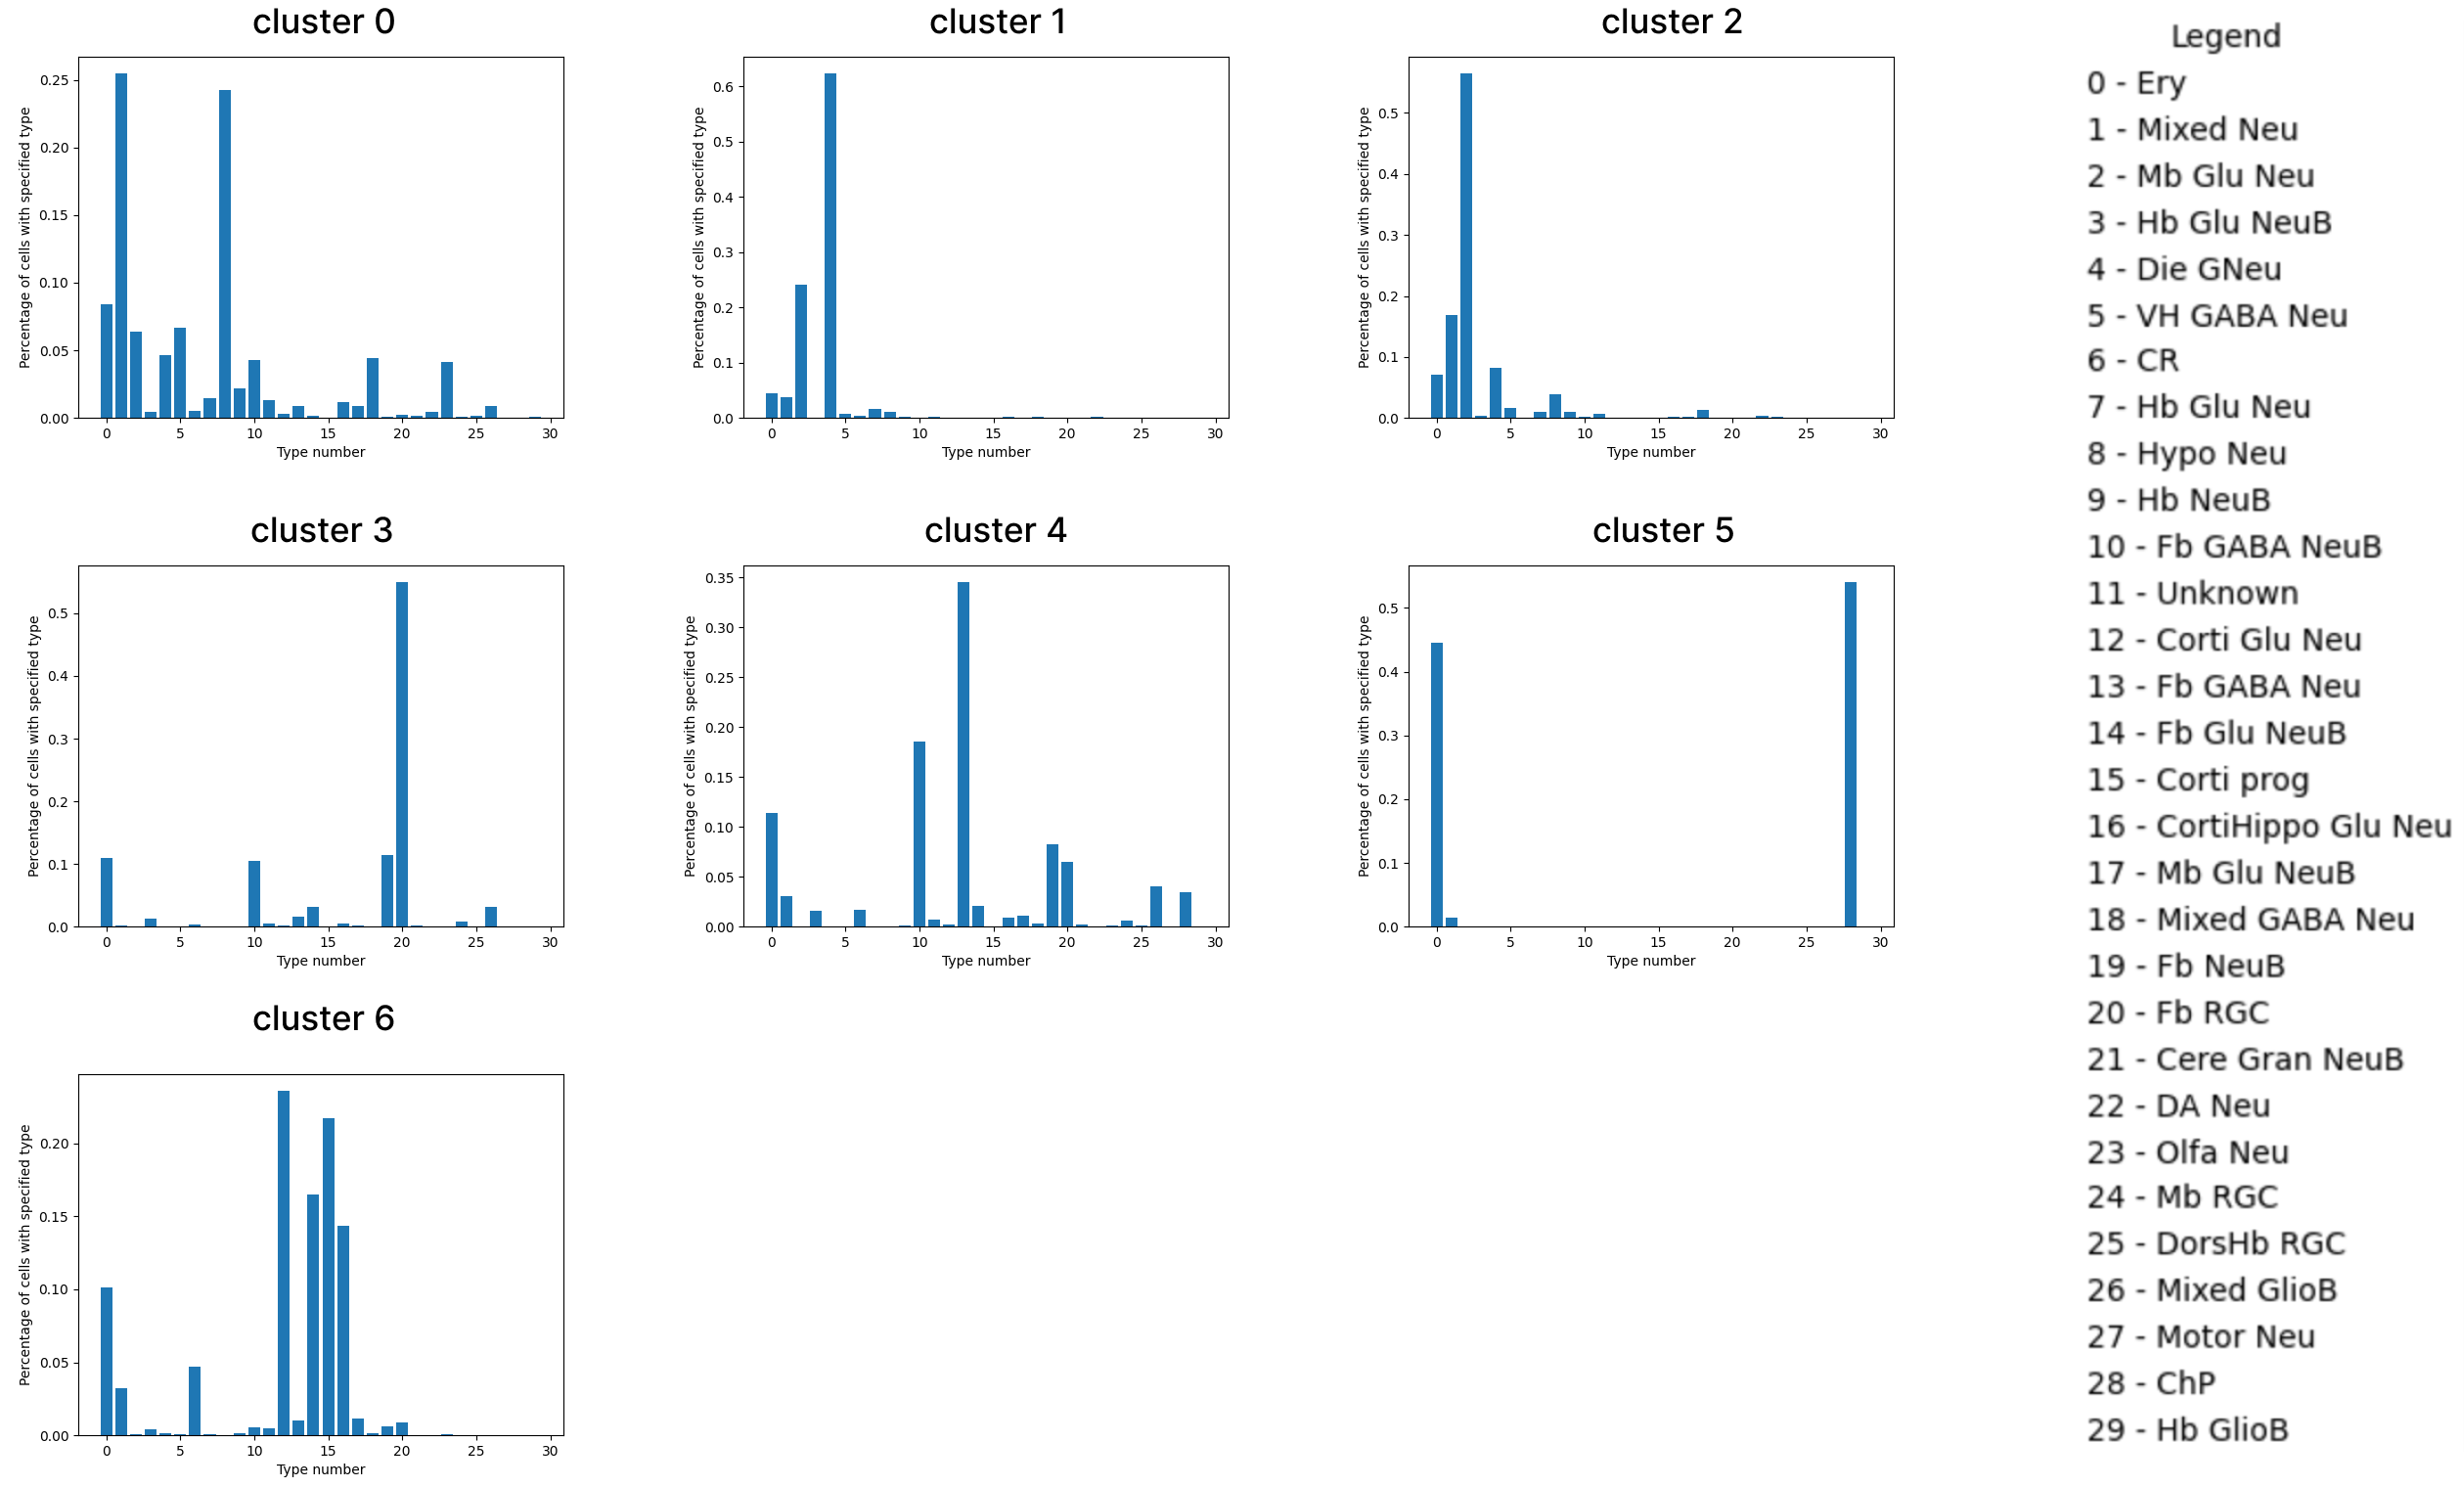 cluster 0
0.25
0.20
0.15
0.10
0.05
0.00
Percentage of cells with specified type
0 5 10 15 20 25 30
Type number
cluster 1
0.6
0.5
0.4
0.3
0.2
0.1
0.0
Percentage of cells with specified type
0 5 10 15 20 25 30
Type number
cluster 2
0.5
0.4
0.3
0.2
0.1
0.0
Percentage of cells with specified type
0 5 10 15 20 25 30
Type number
cluster 3
0.5
0.4
0.3
0.2
0.1
0.0
Percentage of cells with specified type
0 5 10 15 20 25 30
Type number
cluster 4
0.35
0.30
0.25
0.20
0.15
0.10
0.05
0.00
Percentage of cells with specified type
0 5 10 15 20 25 30
Type number
cluster 5
0.5
0.4
0.3
0.2
0.1
0.0
Percentage of cells with specified type
0 5 10 15 20 25 30
Type number
cluster 6
0.20
0.15
0.10
0.05
0.00
Percentage of cells with specified type
0 5 10 15 20 25 30
Type number
Legend
0 - Ery
1 - Mixed Neu
2 - Mb Glu Neu
3 - Hb Glu NeuB
4 - Die GNeu
5 - VH GABA Neu
6 - CR
7 - Hb Glu Neu
8 - Hypo Neu
9 - Hb NeuB
10 - Fb GABA NeuB
11 - Unknown
12 - Corti Glu Neu
13 - Fb GABA Neu
14 - Fb Glu NeuB
15 - Corti prog
16 - CortiHippo Glu Neu
17 - Mb Glu NeuB
18 - Mixed GABA Neu
19 - Fb NeuB
20 - Fb RGC
21 - Cere Gran NeuB
22 - DA Neu
23 - Olfa Neu
24 - Mb RGC
25 - DorsHb RGC
26 - Mixed GlioB
27 - Motor Neu
28 - ChP
29 - Hb GlioB